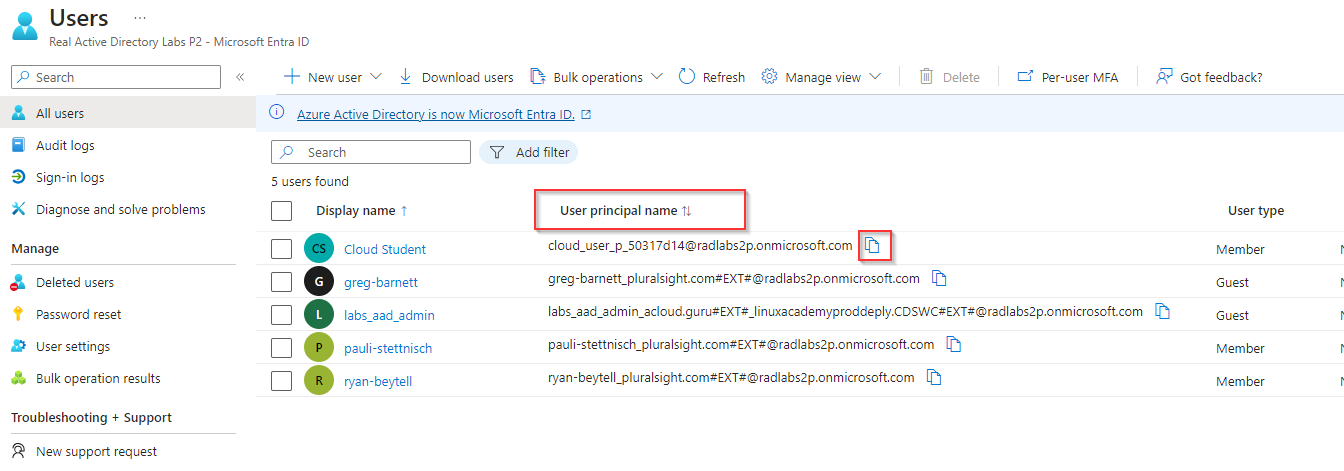 Users ...
Real Active Directory Labs P2 - Microsoft Entra ID
Search «
New user Download users Bulk operations Refresh Manage view Delete Per-user MFA Got feedback?
All users
Audit logs
Sign-in logs
Diagnose and solve problems
Manage
Deleted users
Password reset
User settings
Bulk operation results
Troubleshooting + Support
New support request
Azure Active Directory is now Microsoft Entra ID.
Search Add filter
5 users found
Display name ↑ User principal name ↑↓ User type
CS Cloud Student cloud_user_p_50317d14@radlabs2p.onmicrosoft.com Member
G greg-barnett greg-barnett_pluralsight.com#EXT#@radlabs2p.onmicrosoft.com Guest
L labs_aad_admin labs_aad_admin_acloud.guru#EXT#_linuxacademyproddeply.CDSWC#EXT#@radlabs2p.onmicrosoft.com Guest
P pauli-stettnisch pauli-stettnisch_pluralsight.com#EXT#@radlabs2p.onmicrosoft.com Member
R ryan-beytell ryan-beytell_pluralsight.com#EXT#@radlabs2p.onmicrosoft.com Member